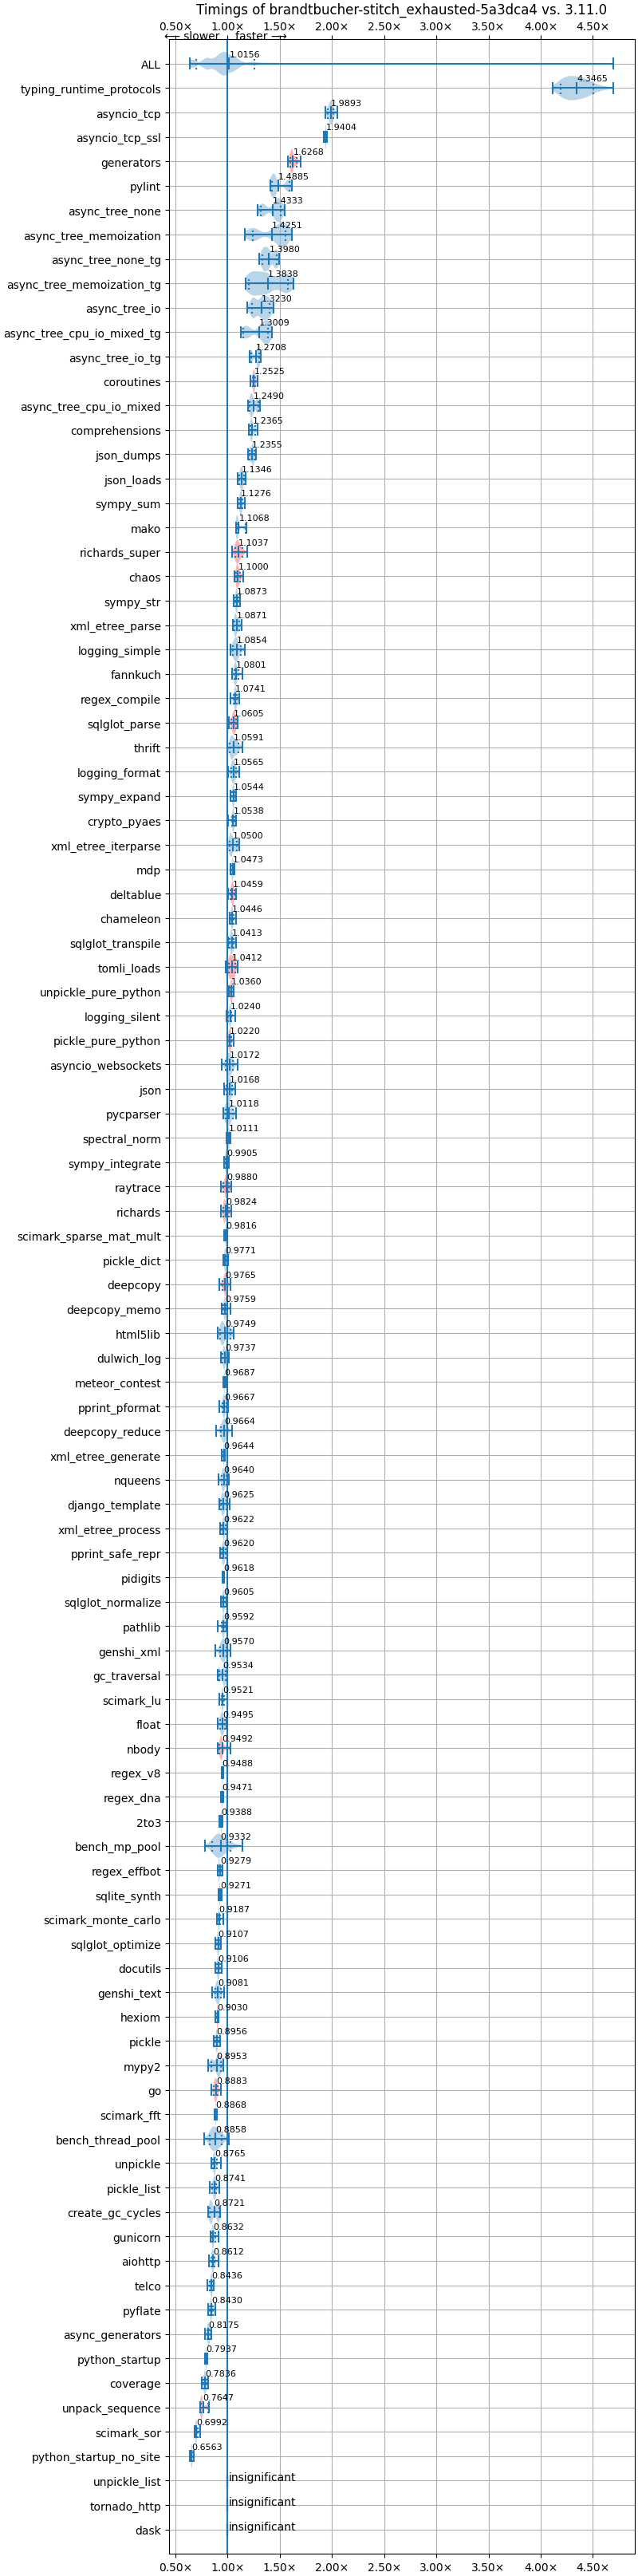 Timings of brandtbucher-stitch_exhausted-5a3dca4 vs. 3.11.0
0.50× 1.00× 1.50× 2.00× 2.50× 3.00× 3.50× 4.00× 4.50×
←— slower faster —→
ALL 1.0156
typing_runtime_protocols 4.3465
asyncio_tcp 1.9893
asyncio_tcp_ssl 1.9404
generators 1.6268
pylint 1.4885
async_tree_none 1.4333
async_tree_memoization 1.4251
async_tree_none_tg 1.3980
async_tree_memoization_tg 1.3838
async_tree_io 1.3230
async_tree_cpu_io_mixed_tg 1.3009
async_tree_io_tg 1.2708
coroutines 1.2525
async_tree_cpu_io_mixed 1.2490
comprehensions 1.2365
json_dumps 1.2355
json_loads 1.1346
sympy_sum 1.1276
mako 1.1068
richards_super 1.1037
chaos 1.1000
sympy_str 1.0873
xml_etree_parse 1.0871
logging_simple 1.0854
fannkuch 1.0801
regex_compile 1.0741
sqlglot_parse 1.0605
thrift 1.0591
logging_format 1.0565
sympy_expand 1.0544
crypto_pyaes 1.0538
xml_etree_iterparse 1.0500
mdp 1.0473
deltablue 1.0459
chameleon 1.0446
sqlglot_transpile 1.0413
tomli_loads 1.0412
unpickle_pure_python 1.0360
logging_silent 1.0240
pickle_pure_python 1.0220
asyncio_websockets 1.0172
json 1.0168
pycparser 1.0118
spectral_norm 1.0111
sympy_integrate 0.9905
raytrace 0.9880
richards 0.9824
scimark_sparse_mat_mult 0.9816
pickle_dict 0.9771
deepcopy 0.9765
deepcopy_memo 0.9759
html5lib 0.9749
dulwich_log 0.9737
meteor_contest 0.9687
pprint_pformat 0.9667
deepcopy_reduce 0.9664
xml_etree_generate 0.9644
nqueens 0.9640
django_template 0.9625
xml_etree_process 0.9622
pprint_safe_repr 0.9620
pidigits 0.9618
sqlglot_normalize 0.9605
pathlib 0.9592
genshi_xml 0.9570
gc_traversal 0.9534
scimark_lu 0.9521
float 0.9495
nbody 0.9492
regex_v8 0.9488
regex_dna 0.9471
2to3 0.9388
bench_mp_pool 0.9332
regex_effbot 0.9279
sqlite_synth 0.9271
scimark_monte_carlo 0.9187
sqlglot_optimize 0.9107
docutils 0.9106
genshi_text 0.9081
hexiom 0.9030
pickle 0.8956
mypy2 0.8953
go 0.8883
scimark_fft 0.8868
bench_thread_pool 0.8858
unpickle 0.8765
pickle_list 0.8741
create_gc_cycles 0.8721
gunicorn 0.8632
aiohttp 0.8612
telco 0.8436
pyflate 0.8430
async_generators 0.8175
python_startup 0.7937
coverage 0.7836
unpack_sequence 0.7647
scimark_sor 0.6992
python_startup_no_site 0.6563
unpickle_list insignificant
tornado_http insignificant
dask insignificant
0.50× 1.00× 1.50× 2.00× 2.50× 3.00× 3.50× 4.00× 4.50×